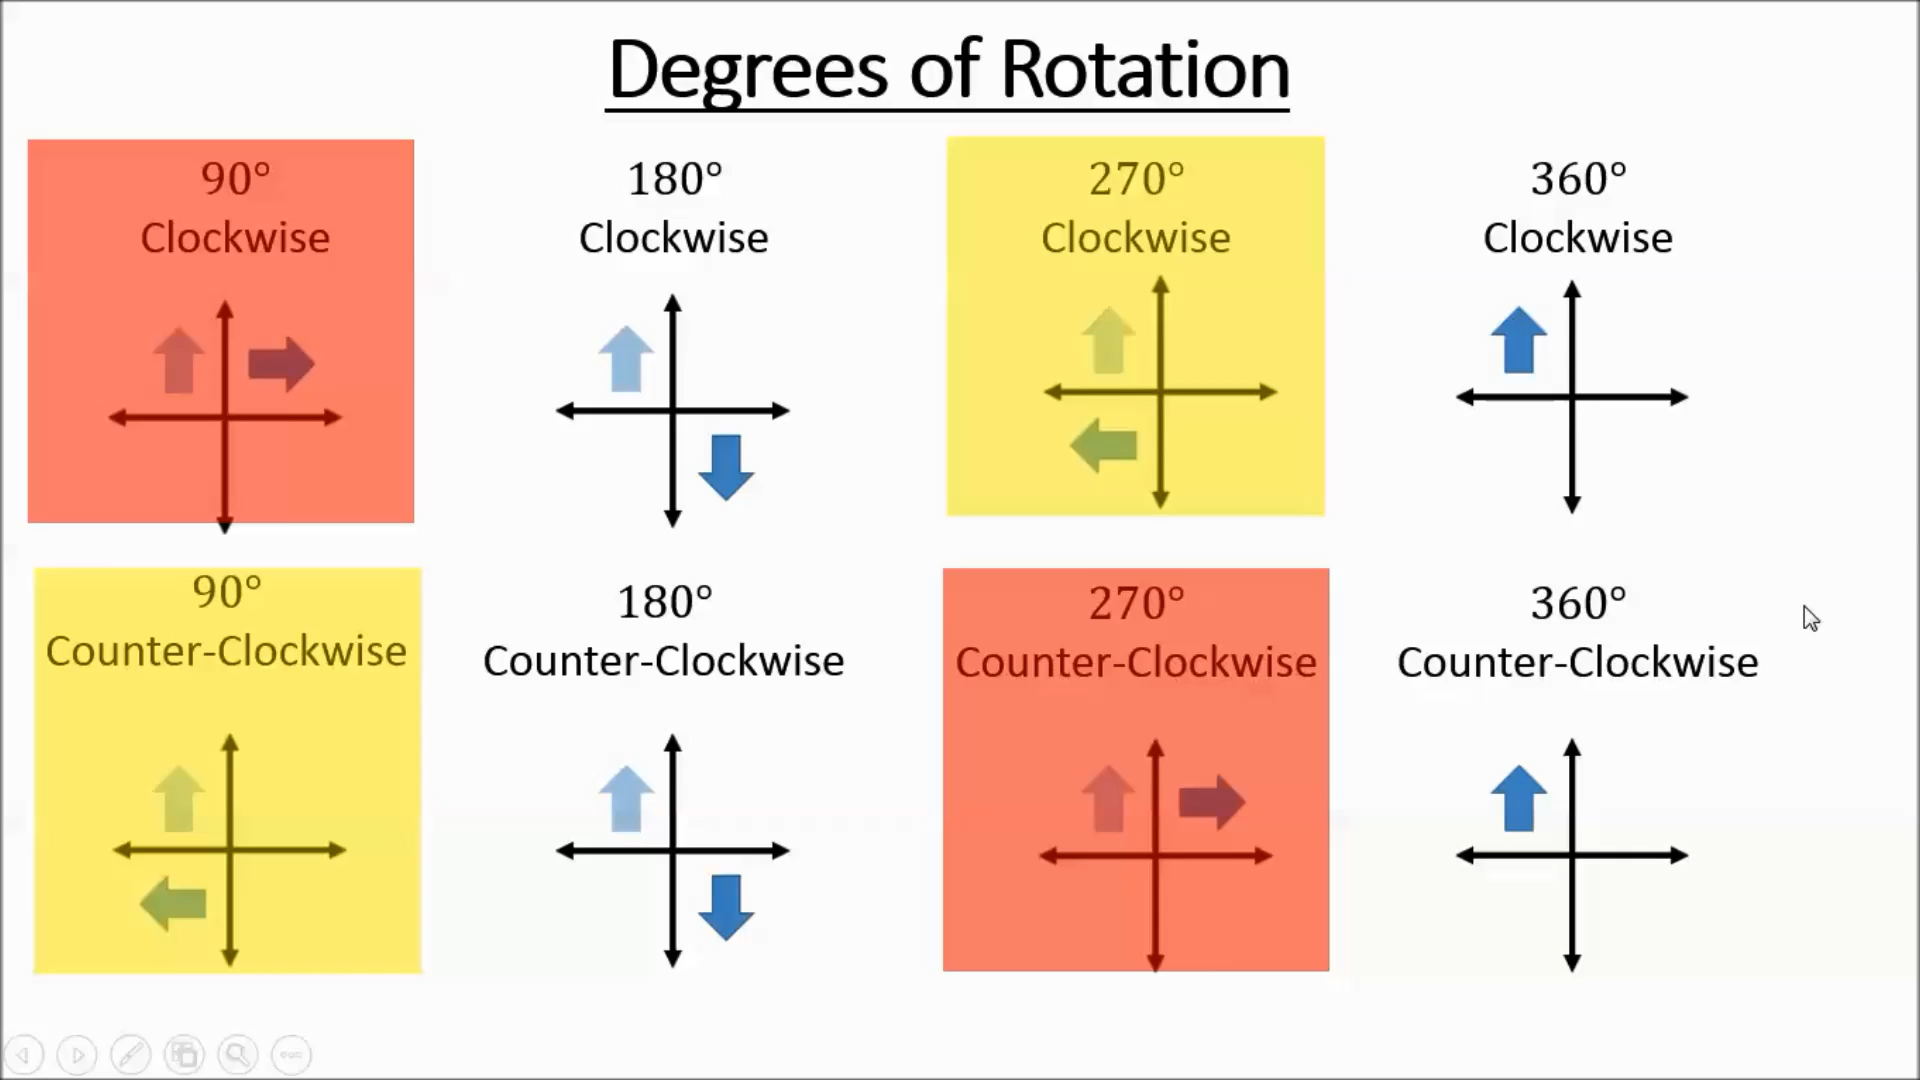 Degrees of Rotation
90°
Clockwise
180°
Clockwise
270°
Clockwise
360°
Clockwise
90°
Counter-Clockwise
180°
Counter-Clockwise
270°
Counter-Clockwise
360°
Counter-Clockwise